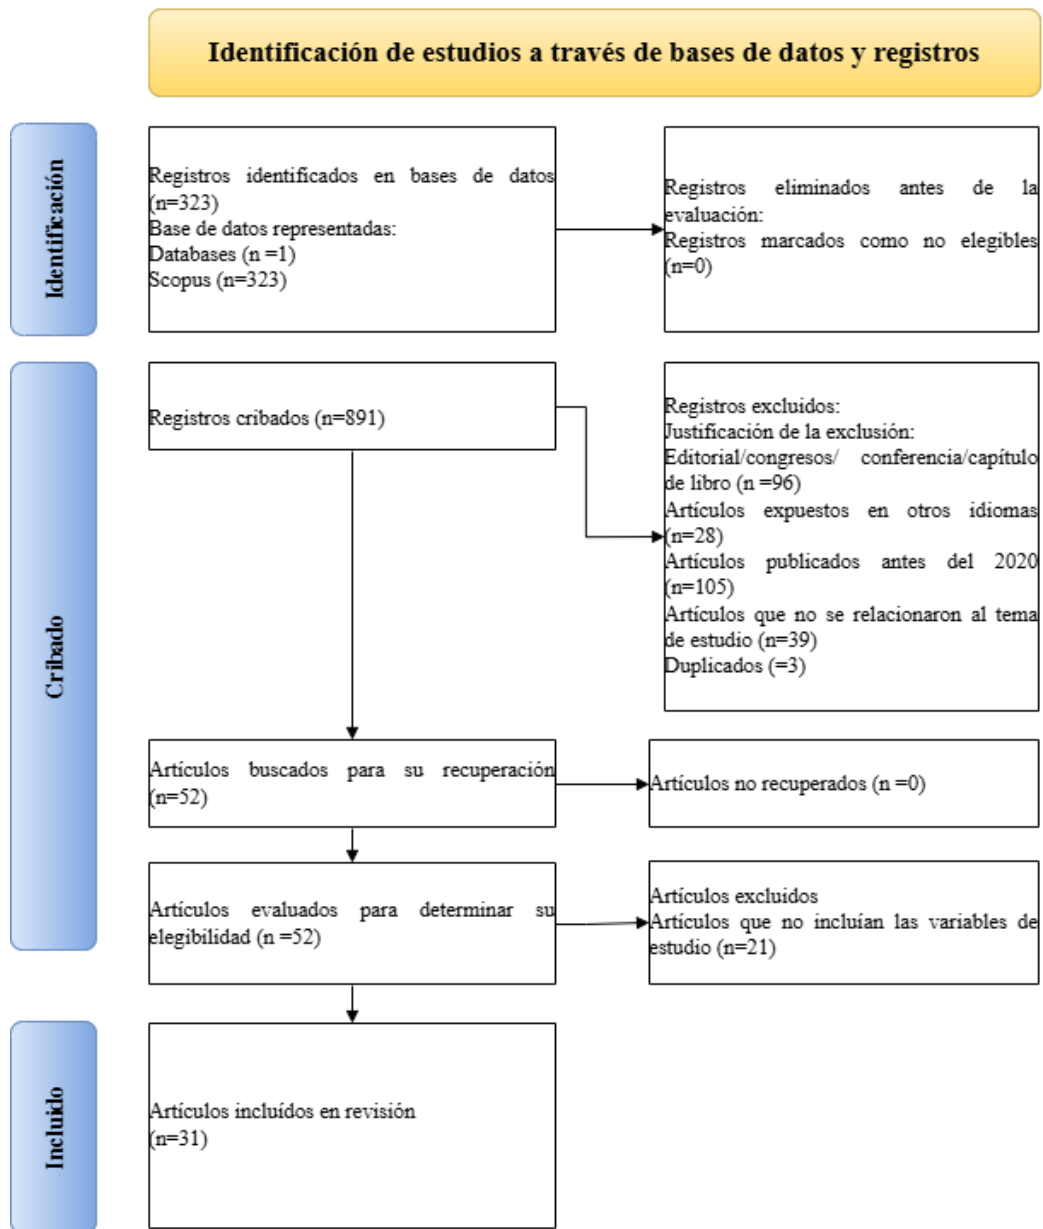 Identificación de estudios a través de bases de datos y registros
Identificación
Registros identificados en bases de datos
(n=323)
Base de datos representadas:
Databases (n =1)
Scopus (n=323)
Registros eliminados antes de la
evaluación:
Registros marcados como no elegibles
(n=0)
Cribado
Registros cribados (n=891)
Registros excluidos:
Justificación de la exclusión:
Editorial/congresos/ conferencia/capítulo
de libro (n =96)
Artículos expuestos en otros idiomas
(n=28)
Artículos publicados antes del 2020
(n=105)
Artículos que no se relacionaron al tema
de estudio (n=39)
Duplicados (=3)
Artículos buscados para su recuperación
(n=52)
Artículos no recuperados (n =0)
Artículos evaluados para determinar su
elegibilidad (n =52)
Artículos excluidos
Artículos que no incluían las variables de
estudio (n=21)
Incluido
Artículos incluídos en revisión
(n=31)